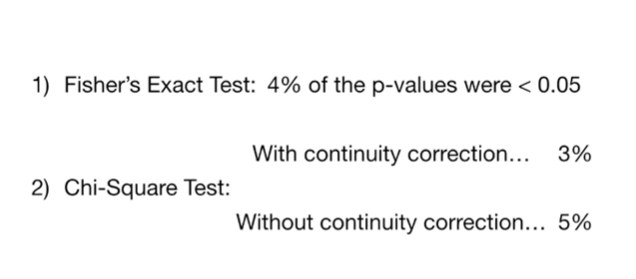 1) Fisher’s Exact Test: 4% of the p-values were < 0.05
With continuity correction… 3%
2) Chi-Square Test:
Without continuity correction… 5%